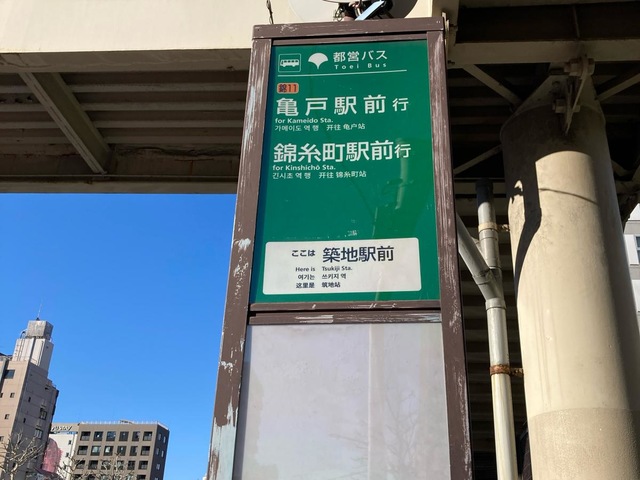 都営バス
Toei Bus
錦11
亀戸駅前行
for Kameido Sta.
가메이도 역 행 开往 龟户站
錦糸町駅前行
for Kinshichō Sta.
긴시초 역 행 开往 锦糸町站
ここは 築地駅前
Here is Tsukiji Sta.
여기는 쓰키지 역
这里是 筑地站